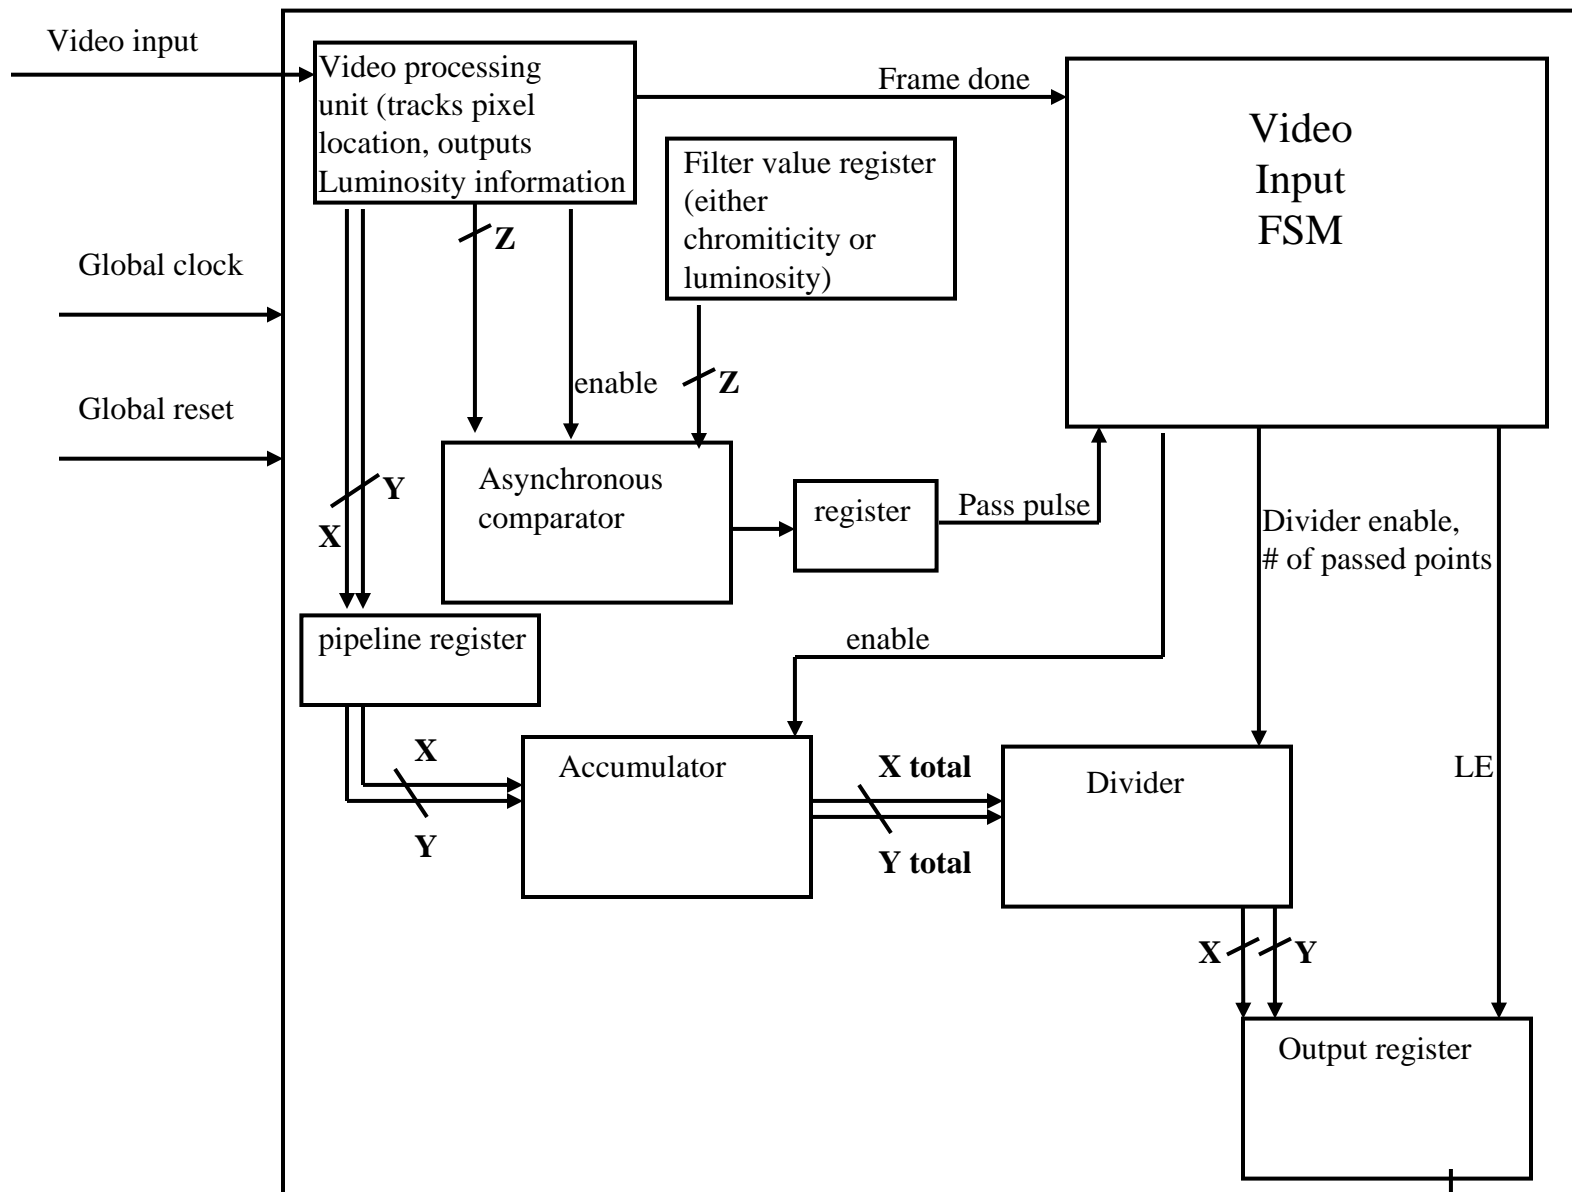 Video input
Video processing
unit (tracks pixel
location, outputs
Luminosity information
Frame done
Video
Input
FSM
Filter value register
(either
chromiticity or
luminosity)
Z
Global clock
enable
Z
Global reset
Y
X
Asynchronous
comparator
register
Pass pulse
Divider enable,
# of passed points
pipeline register
enable
X
Y
Accumulator
X total
Y total
Divider
LE
X
Y
Output register